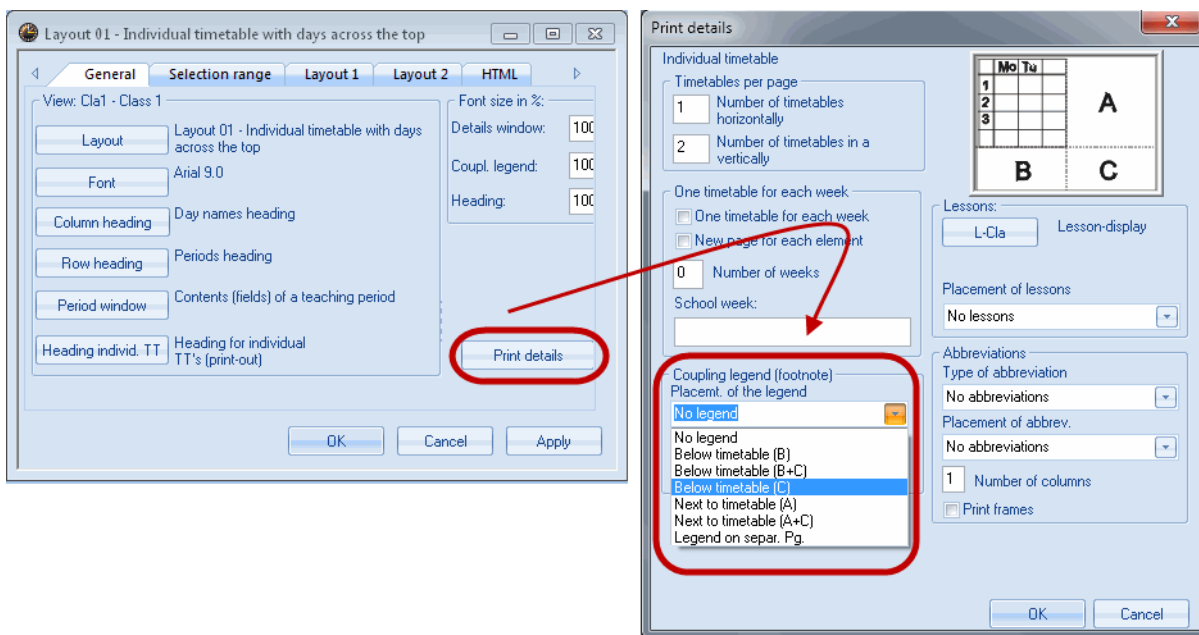 Layout 01 - Individual timetable with days across the top
General
Selection range
Layout 1
Layout 2
HTML
View: Cla1 - Class 1
Layout
Layout 01 - Individual timetable with days
across the top
Font
Arial 9.0
Column heading
Day names heading
Row heading
Periods heading
Period window
Contents (fields) of a teaching period
Heading individ. TT
Heading for individual
TT's (print-out)
Font size in %:
Details window:
100
Coupl. legend:
100
Heading:
100
Print details
OK
Cancel
Apply
Print details
Individual timetable
Timetables per page
1
Number of timetables
horizontally
2
Number of timetables in a
vertically
One timetable for each week
One timetable for each week
New page for each element
0
Number of weeks
School week:
Coupling legend (footnote)
Placemt. of the legend
No legend
No legend
Below timetable (B)
Below timetable (B+C)
Below timetable (C)
Next to timetable (A)
Next to timetable (A+C)
Legend on separ. Pg.
Mo Tu
1
2
3
A
B
C
Lessons:
L-Cla
Lesson-display
Placement of lessons
No lessons
Abbreviations
Type of abbreviation
No abbreviations
Placement of abbrev.
No abbreviations
1
Number of columns
Print frames
OK
Cancel